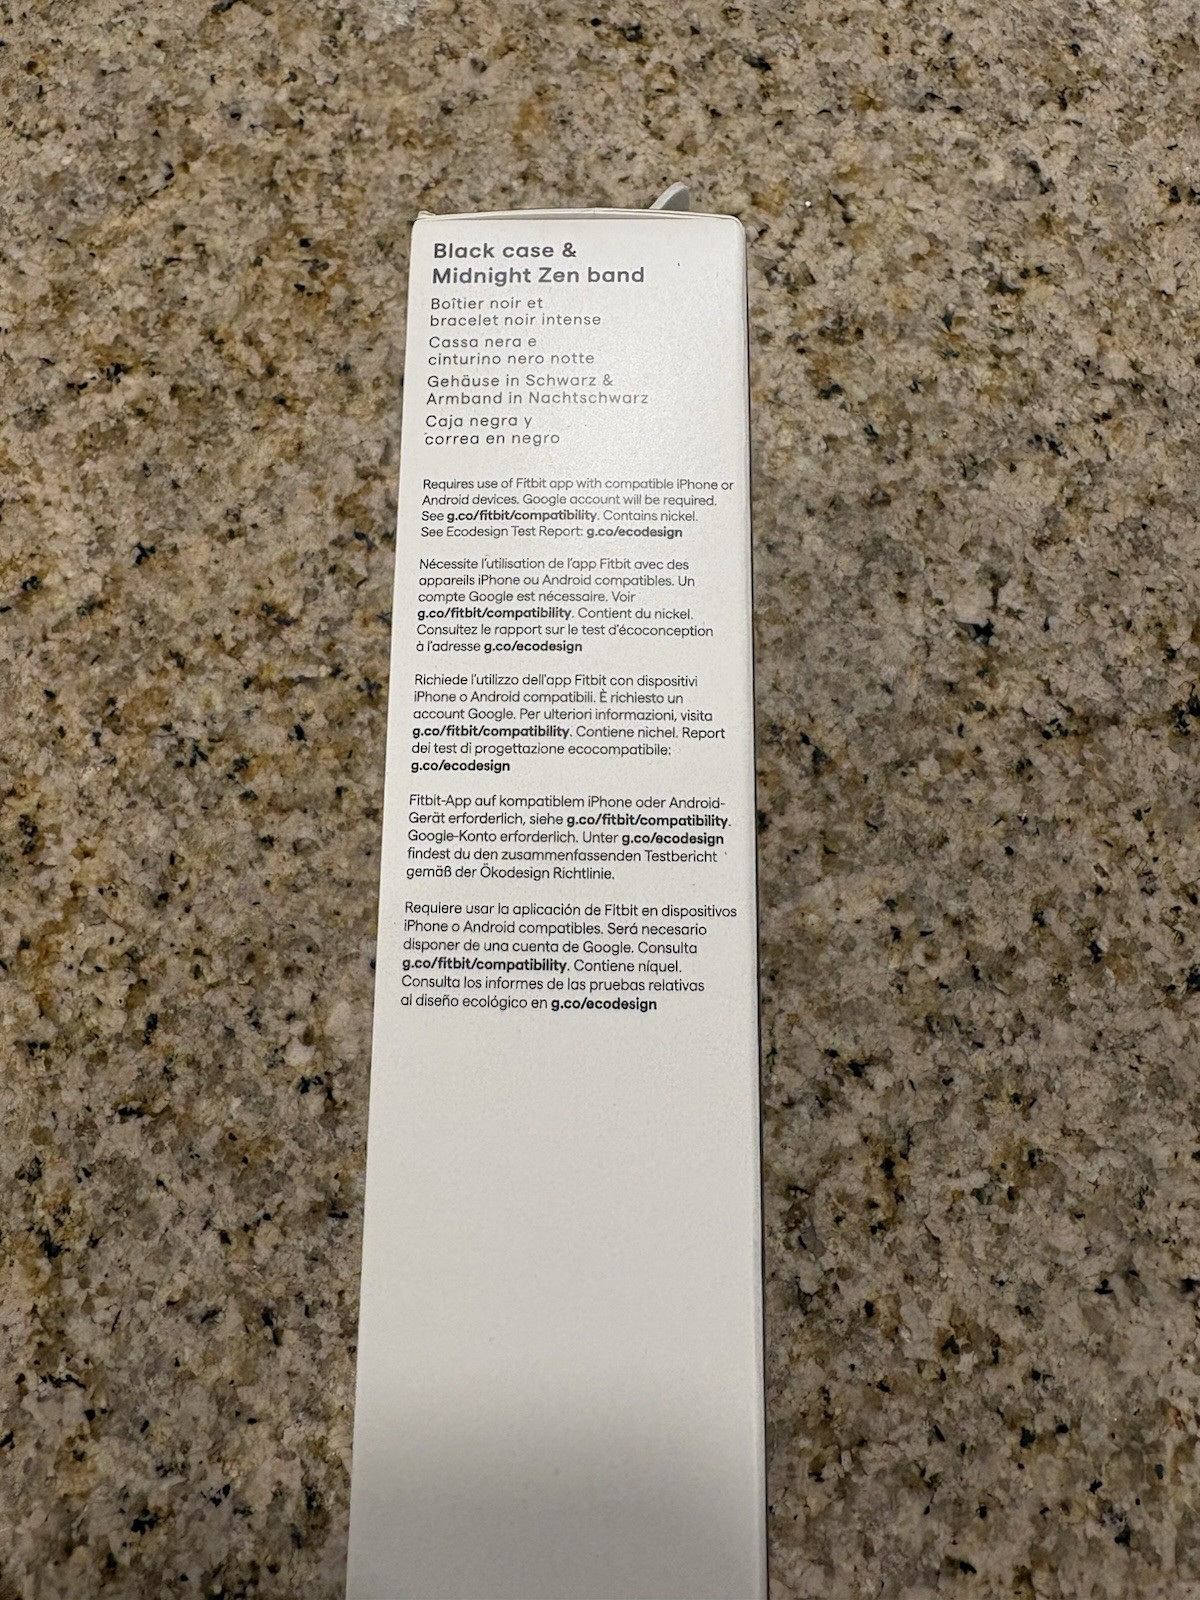 Black case &
Midnight Zen band
Boîtier noir et
bracelet noir intense
Cassa nera e
cinturino nero notte
Gehäuse in Schwarz &
Armband in Nachtschwarz
Caja negra y
correa en negro
Requires use of Fitbit app with compatible iPhone or
Android devices. Google account will be required.
See g.co/fitbit/compatibility. Contains nickel.
See Ecodesign Test Report: g.co/ecodesign
Nécessite l'utilisation de l'app Fitbit avec des
appareils iPhone ou Android compatibles. Un
compte Google est nécessaire. Voir
g.co/fitbit/compatibility. Contient du nickel.
Consultez le rapport sur le test d'écoconception
à l'adresse g.co/ecodesign
Richiede l'utilizzo dell'app Fitbit con dispositivi
iPhone o Android compatibili. È richiesto un
account Google. Per ulteriori informazioni, visita
g.co/fitbit/compatibility. Contiene nichel. Report
dei test di progettazione ecocompatibile:
g.co/ecodesign
Fitbit-App auf kompatiblem iPhone oder Android-
Gerät erforderlich, siehe g.co/fitbit/compatibility.
Google-Konto erforderlich. Unter g.co/ecodesign
findest du den zusammenfassenden Testbericht
gemäß der Ökodesign Richtlinie.
Requiere usar la aplicación de Fitbit en dispositivos
iPhone o Android compatibles. Será necesario
disponer de una cuenta de Google. Consulta
g.co/fitbit/compatibility. Contiene níquel.
Consulta los informes de las pruebas relativas
al diseño ecológico en g.co/ecodesign